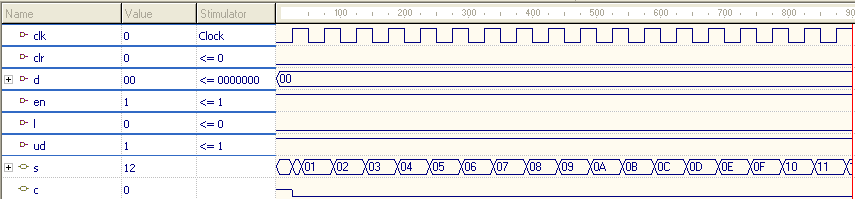 Name Value Stimulator 100 200 300 400 500 600 700 800 90
clk 0 Clock
clr 0 <= 0
d 00 <= 0000000 00
en 1 <= 1
l 0 <= 0
ud 1 <= 1
s 12 01 02 03 04 05 06 07 08 09 0A 0B 0C 0D 0E 0F 10 11
c 0